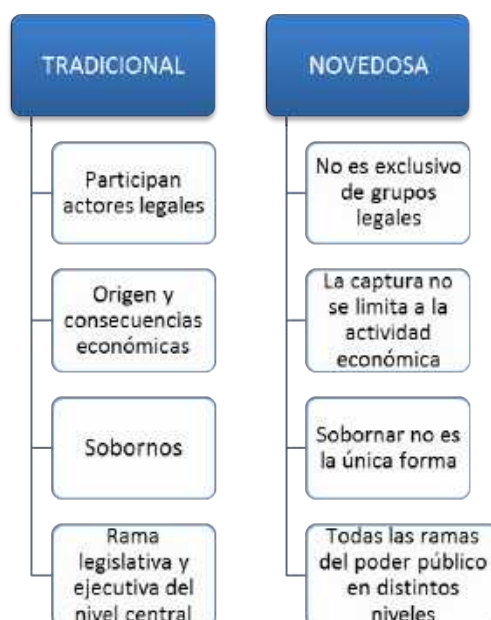 TRADICIONAL
Participan
actores legales
Origen y
consecuencias
económicas
Sobornos
Rama
legislativa y
ejecutiva del
nivel central
NOVEDOSA
No es exclusivo
de grupos
legales
La captura no
se limita a la
actividad
económica
Sobornar no es
la única forma
Todas las ramas
del poder público
en distintos
niveles